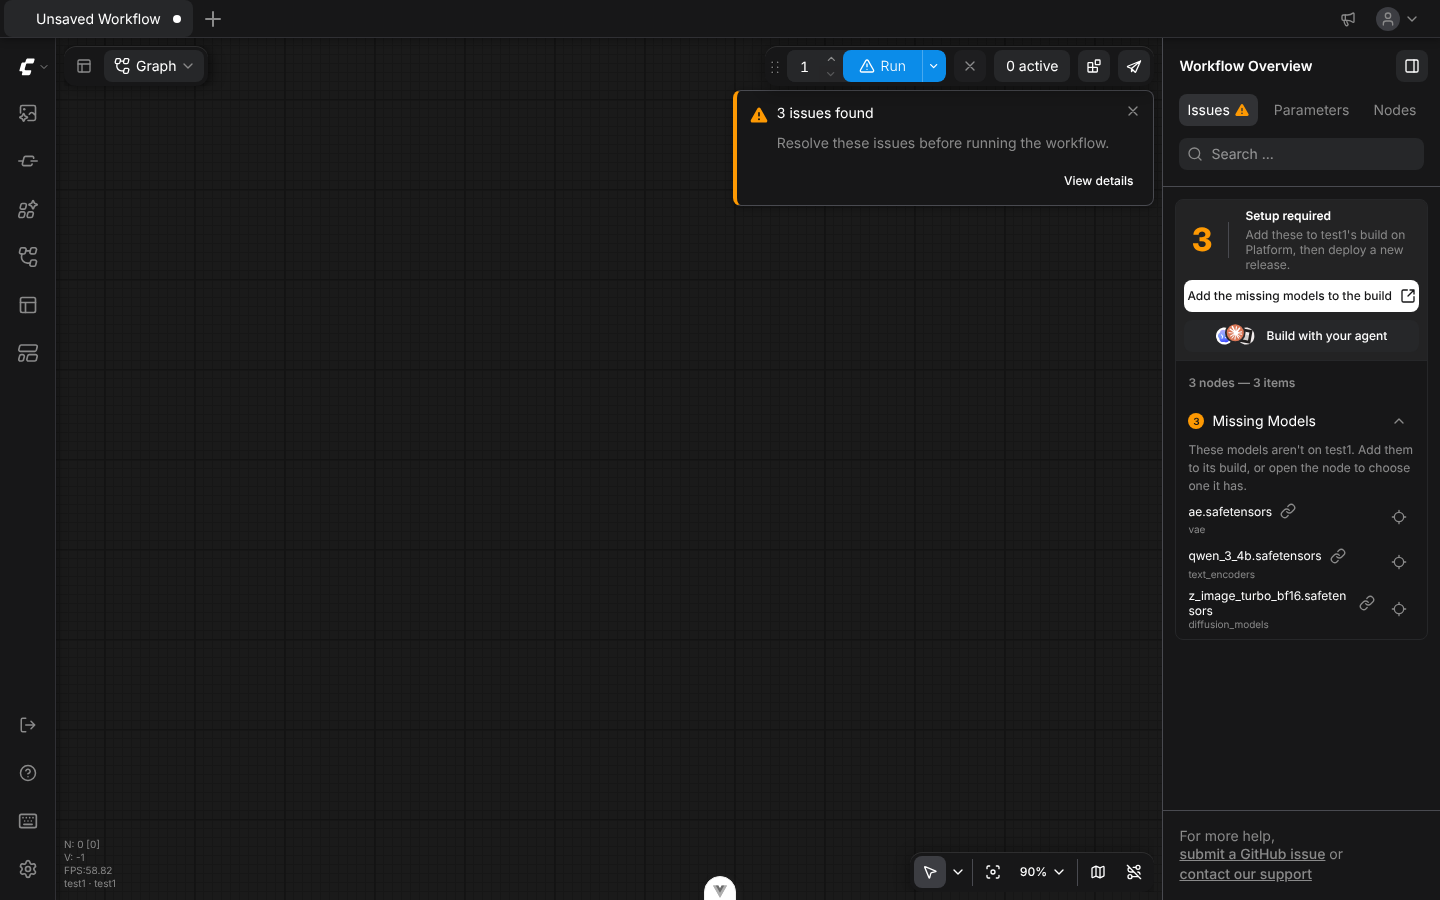 Unsaved Workflow
Graph
1
Run
0 active
3 issues found
Resolve these issues before running the workflow.
View details
Workflow Overview
Issues
Parameters
Nodes
Search ...
3
Setup required
Add these to test1's build on
Platform, then deploy a new
release.
Add the missing models to the build
Build with your agent
3 nodes — 3 items
3
Missing Models
These models aren't on test1. Add them
to its build, or open the node to choose
one it has.
ae.safetensors
vae
qwen_3_4b.safetensors
text_encoders
z_image_turbo_bf16.safeten
sors
diffusion_models
For more help,
submit a GitHub issue or
contact our support
N: 0 [0]
V: -1
FPS:58.82
test1 · test1
90%